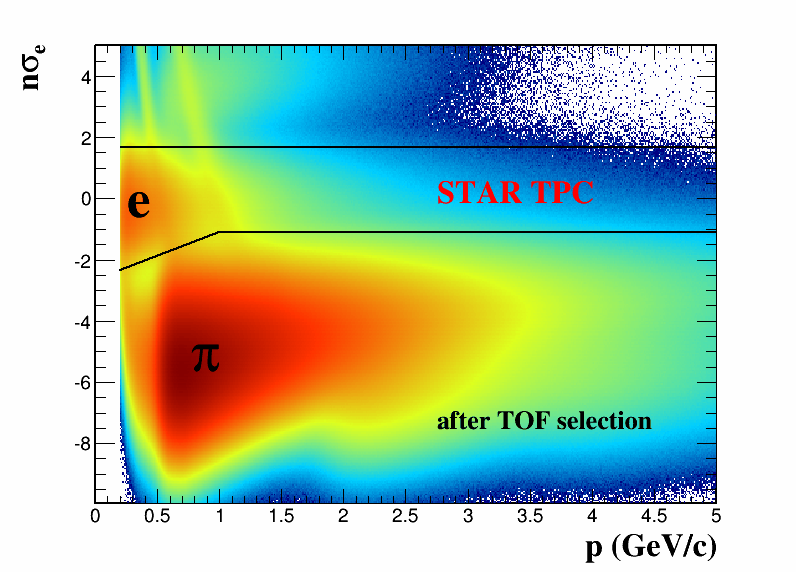 nσe
4
2
0
-2
-4
-6
-8
e
STAR TPC
π
after TOF selection
0 0.5 1 1.5 2 2.5 3 3.5 4 4.5 5
p (GeV/c)